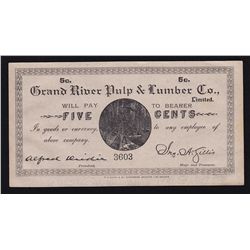 5c. 5c.
Grand River Pulp & Lumber Co.,
Limited.
WILL PAY TO BEARER
FIVE CENTS
In goods or currency, to any employee of
above company.
3603
President